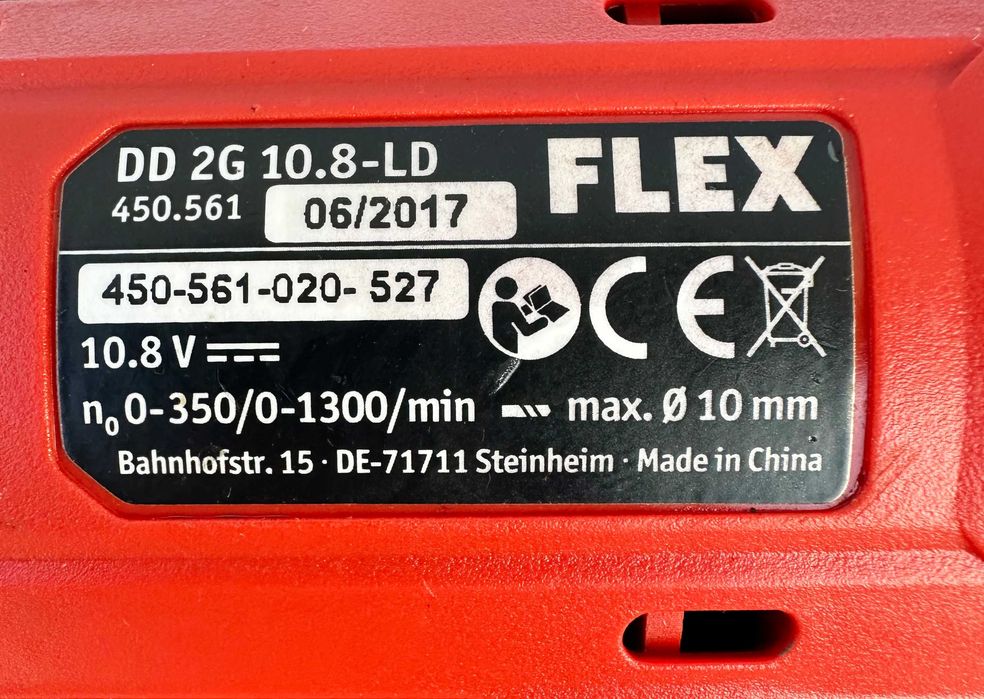 DD 2G 10.8-LD
FLEX
450.561 06/2017
450-561-020- 527 CE
10.8 V
n₀ 0-350/0-1300/min max. Ø 10 mm
Bahnhofstr. 15 · DE-71711 Steinheim · Made in China